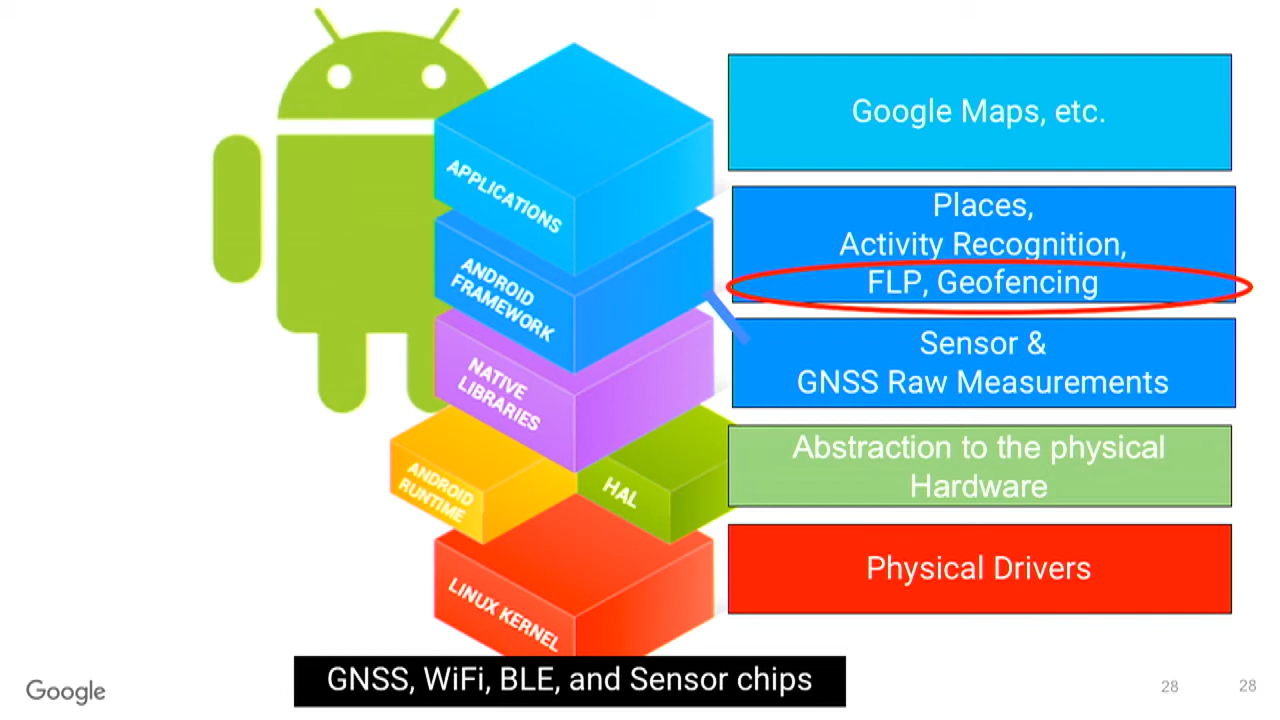 Google Maps, etc.
APPLICATIONS
Places,
Activity Recognition,
FLP, Geofencing
ANDROID
FRAMEWORK
Sensor &
GNSS Raw Measurements
NATIVE
LIBRARIES
Abstraction to the physical
Hardware
ANDROID
RUNTIME
HAL
Physical Drivers
LINUX KERNEL
GNSS, WiFi, BLE, and Sensor chips
Google
28
28